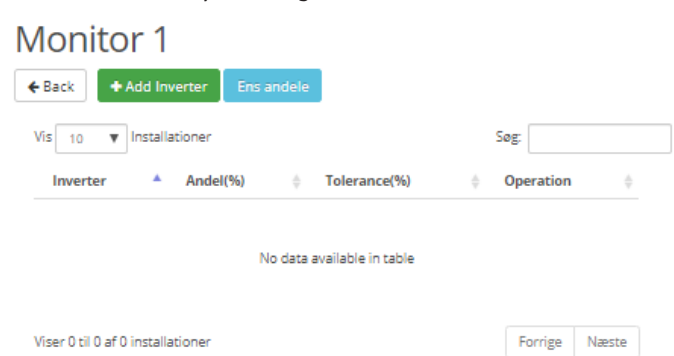 Monitor 1
Back Add Inverter Ens andele
Vis 10 Installationer Søg:
Inverter Andel(%) Tolerance(%) Operation
No data available in table
Viser 0 til 0 af 0 installationer Forrige Næste